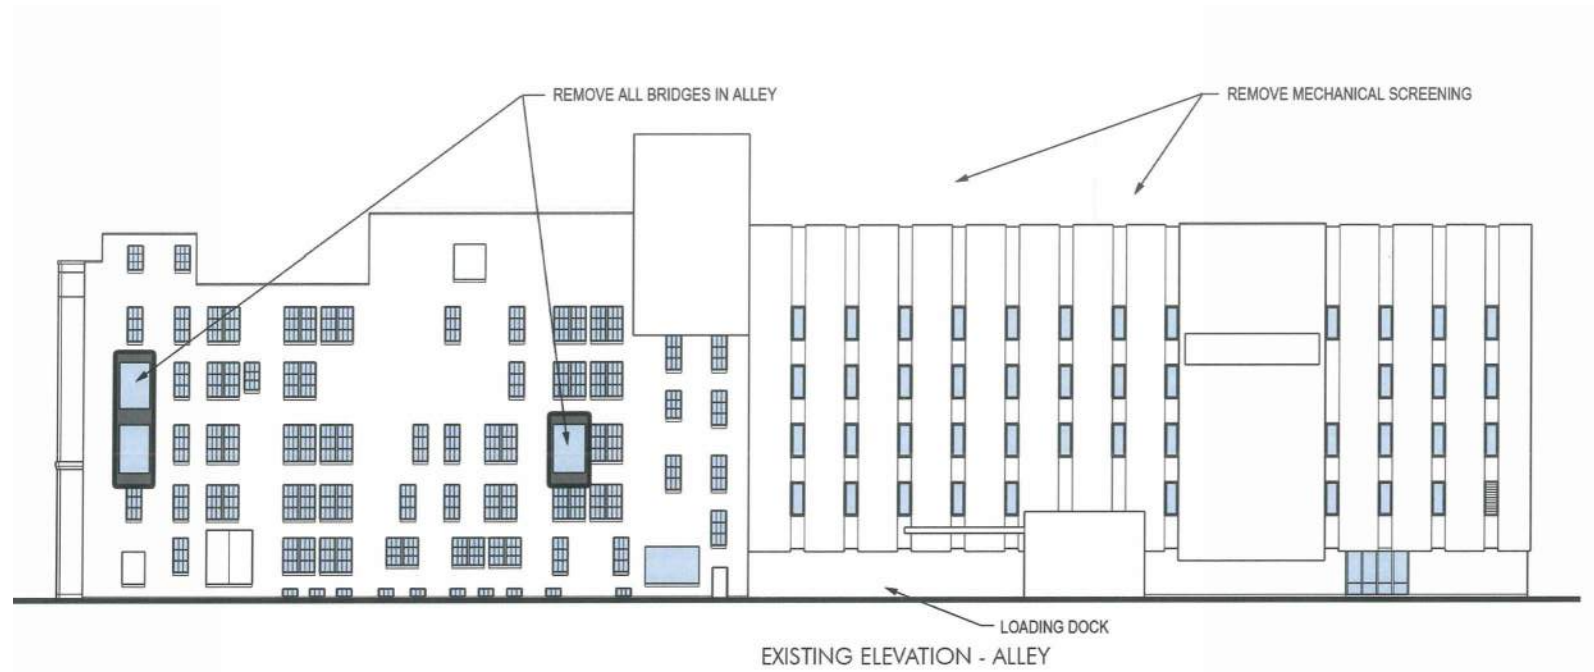 REMOVE ALL BRIDGES IN ALLEY
REMOVE MECHANICAL SCREENING
LOADING DOCK
EXISTING ELEVATION - ALLEY